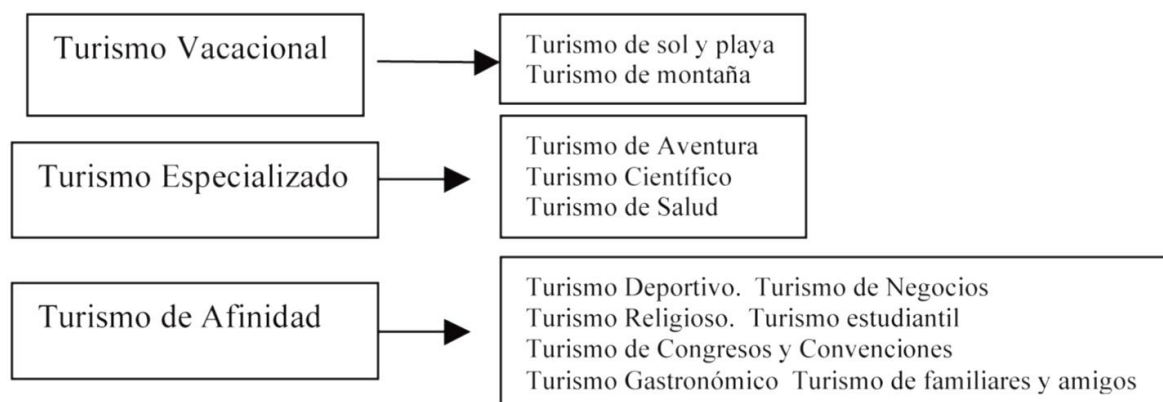 Turismo Vacacional
Turismo de sol y playa
Turismo de montaña
Turismo Especializado
Turismo de Aventura
Turismo Científico
Turismo de Salud
Turismo de Afinidad
Turismo Deportivo.  Turismo de Negocios
Turismo Religioso.  Turismo estudiantil
Turismo de Congresos y Convenciones
Turismo Gastronómico  Turismo de familiares y amigos